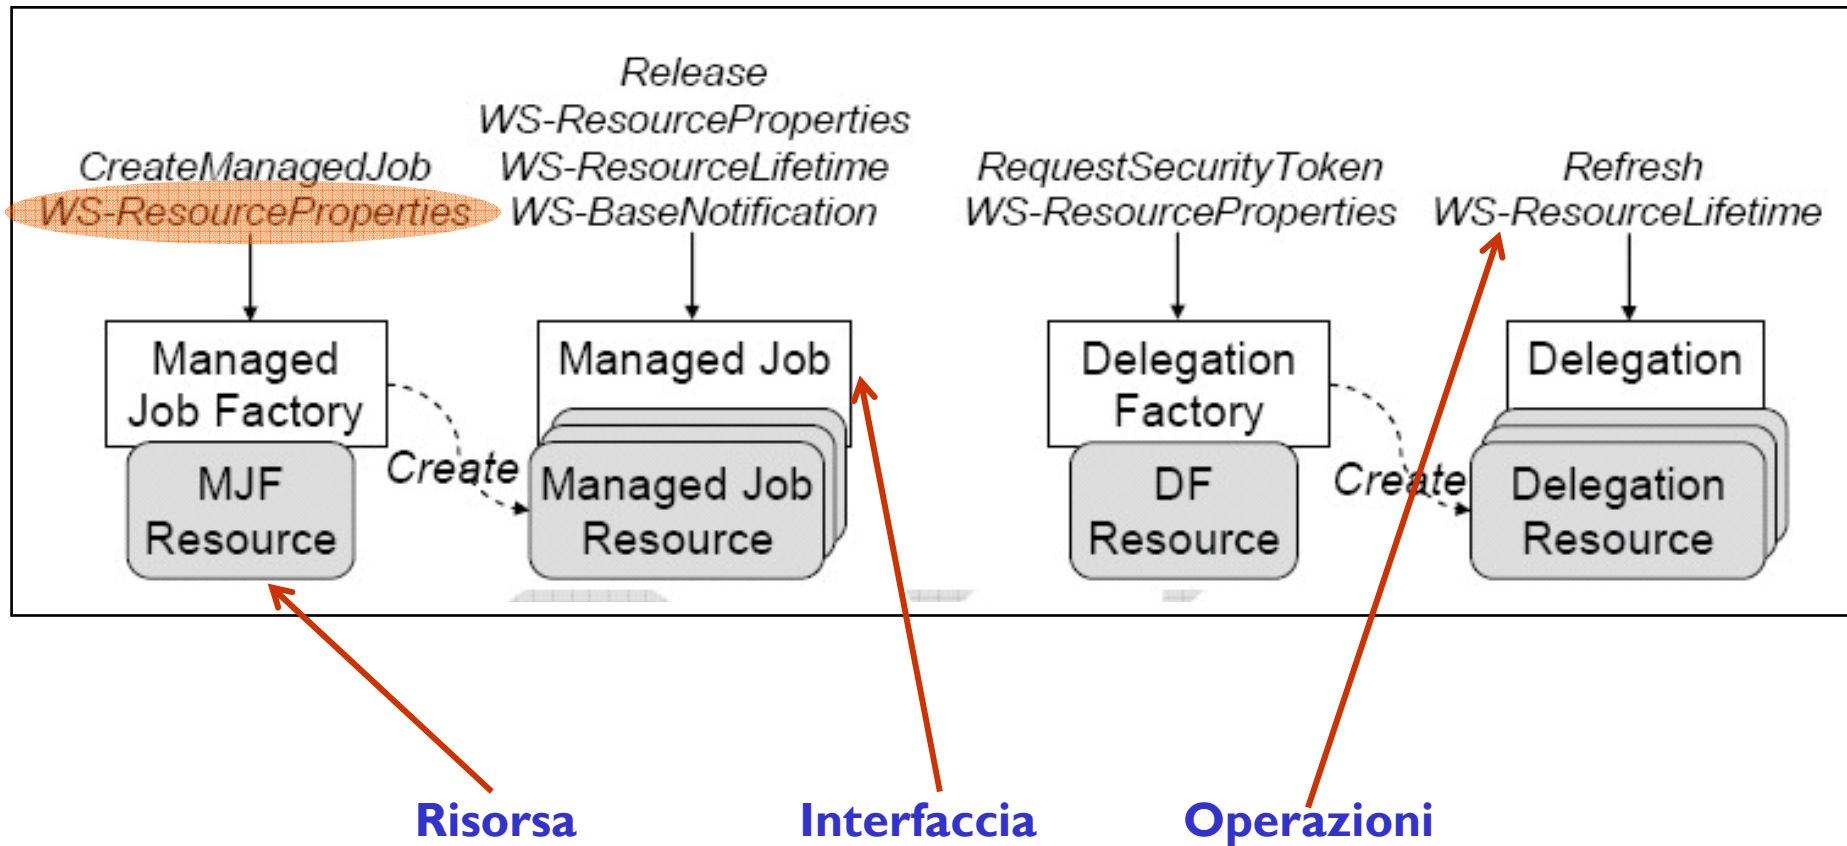 Release
WS-ResourceProperties
CreateManagedJob
WS-ResourceLifetime
RequestSecurityToken
Refresh
WS-ResourceProperties
WS-BaseNotification
WS-ResourceProperties
WS-ResourceLifetime
Managed
Job Factory
Managed Job
Delegation
Factory
Delegation
MJF
Resource
Create
Managed Job
Resource
DF
Resource
Create
Delegation
Resource
Risorsa
Interfaccia
Operazioni